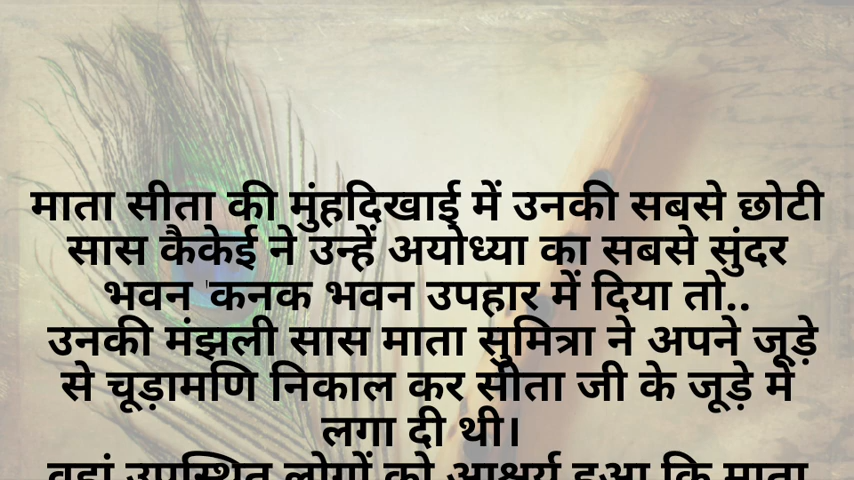 माता सीता की मुंहदिखाई में उनकी सबसे छोटी
सास कैकेई ने उन्हें अयोध्या का सबसे सुंदर
भवन 'कनक भवन उपहार में दिया तो..
उनकी मंझली सास माता सुमित्रा ने अपने जूड़े
से चूड़ामणि निकाल कर सीता जी के जूड़े में
लगा दी थी।
वहां उपस्थित लोगों को आश्चर्य हुआ कि माता